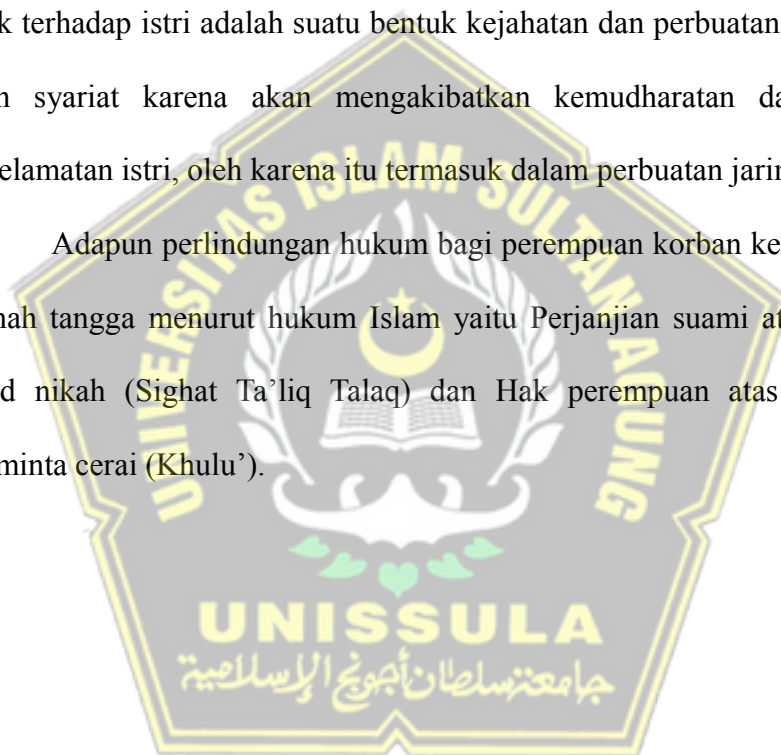 k terhadap istri adalah suatu bentuk kejahatan dan perbuatan
n syariat karena akan mengakibatkan kemudharatan da
elamatan istri, oleh karena itu termasuk dalam perbuatan jarin
Adapun perlindungan hukum bagi perempuan korban ke
nah tangga menurut hukum Islam yaitu Perjanjian suami at
d nikah (Sighat Ta’liq Talaq) dan Hak perempuan atas
minta cerai (Khulu’).
UNIVERSITAS ISLAM SULTAN AGUNG
UNISSULA
جامعتسلطان أجونج الإسلامية